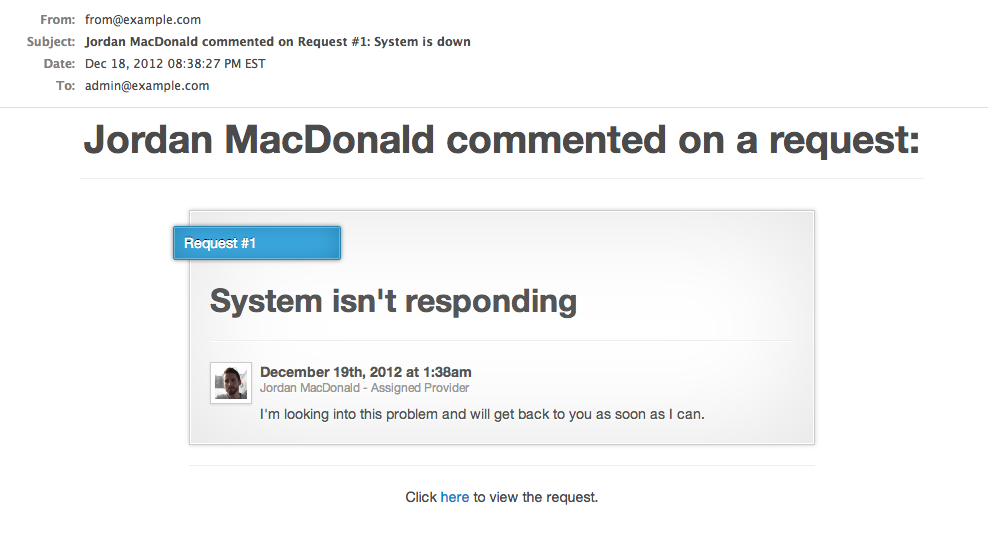 From: from@example.com
Subject: Jordan MacDonald commented on Request #1: System is down
Date: Dec 18, 2012 08:38:27 PM EST
To: admin@example.com
Jordan MacDonald commented on a request:
Request #1
System isn't responding
December 19th, 2012 at 1:38am
Jordan MacDonald - Assigned Provider
I'm looking into this problem and will get back to you as soon as I can.
Click here to view the request.